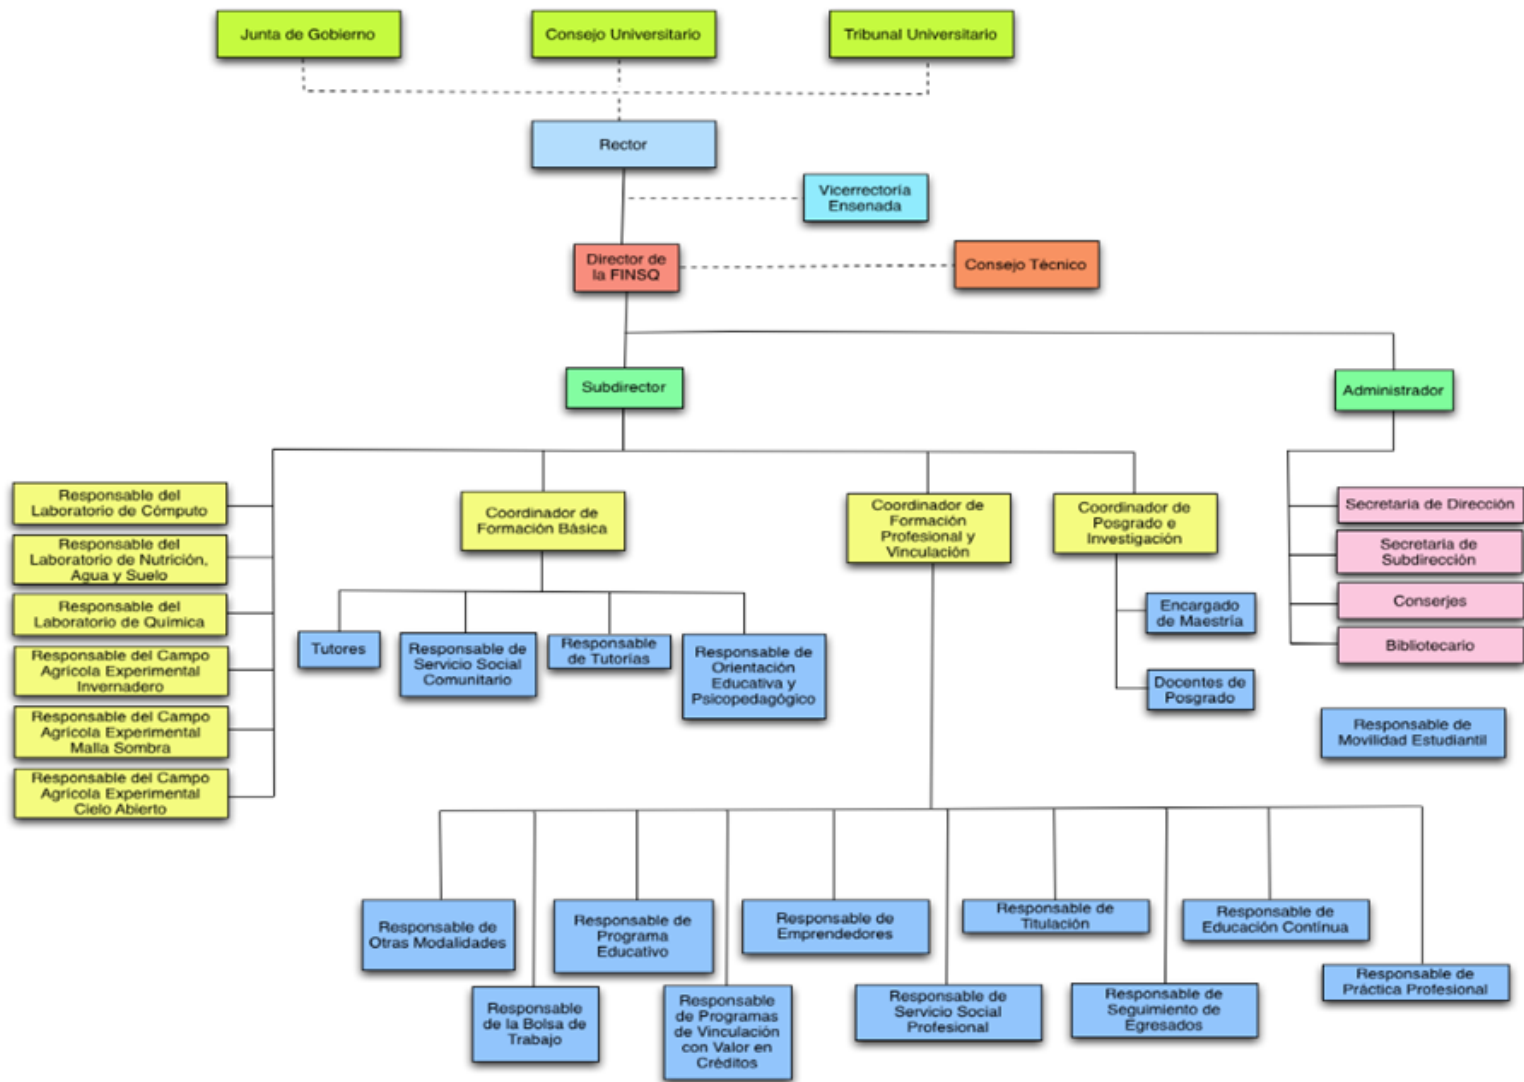 Junta de Gobierno
Consejo Universitario
Tribunal Universitario
Rector
Vicerrectoría
Ensenada
Director de
la FINSQ
Consejo Técnico
Subdirector
Administrador
Responsable del
Laboratorio de Cómputo
Responsable del
Laboratorio de Nutrición,
Agua y Suelo
Responsable del
Laboratorio de Química
Responsable del Campo
Agrícola Experimental
Invernadero
Responsable del Campo
Agrícola Experimental
Malla Sombra
Responsable del Campo
Agrícola Experimental
Cielo Abierto
Coordinador de
Formación Básica
Coordinador de
Formación
Profesional y
Vinculación
Coordinador de
Posgrado e
Investigación
Secretaria de Dirección
Secretaria de
Subdirección
Conserjes
Bibliotecario
Tutores
Responsable de
Servicio Social
Comunitario
Responsable
de Tutorías
Responsable de
Orientación
Educativa y
Psicopedagógico
Encargado
de Maestría
Docentes de
Posgrado
Responsable de
Movilidad Estudiantil
Responsable de
Otras Modalidades
Responsable
de la Bolsa de
Trabajo
Responsable de
Programa
Educativo
Responsable
de Programas
de Vinculación
con Valor en
Créditos
Responsable de
Emprendedores
Responsable de
Servicio Social
Profesional
Responsable de
Titulación
Responsable de
Seguimiento de
Egresados
Responsable de
Educación Contínua
Responsable de
Práctica Profesional